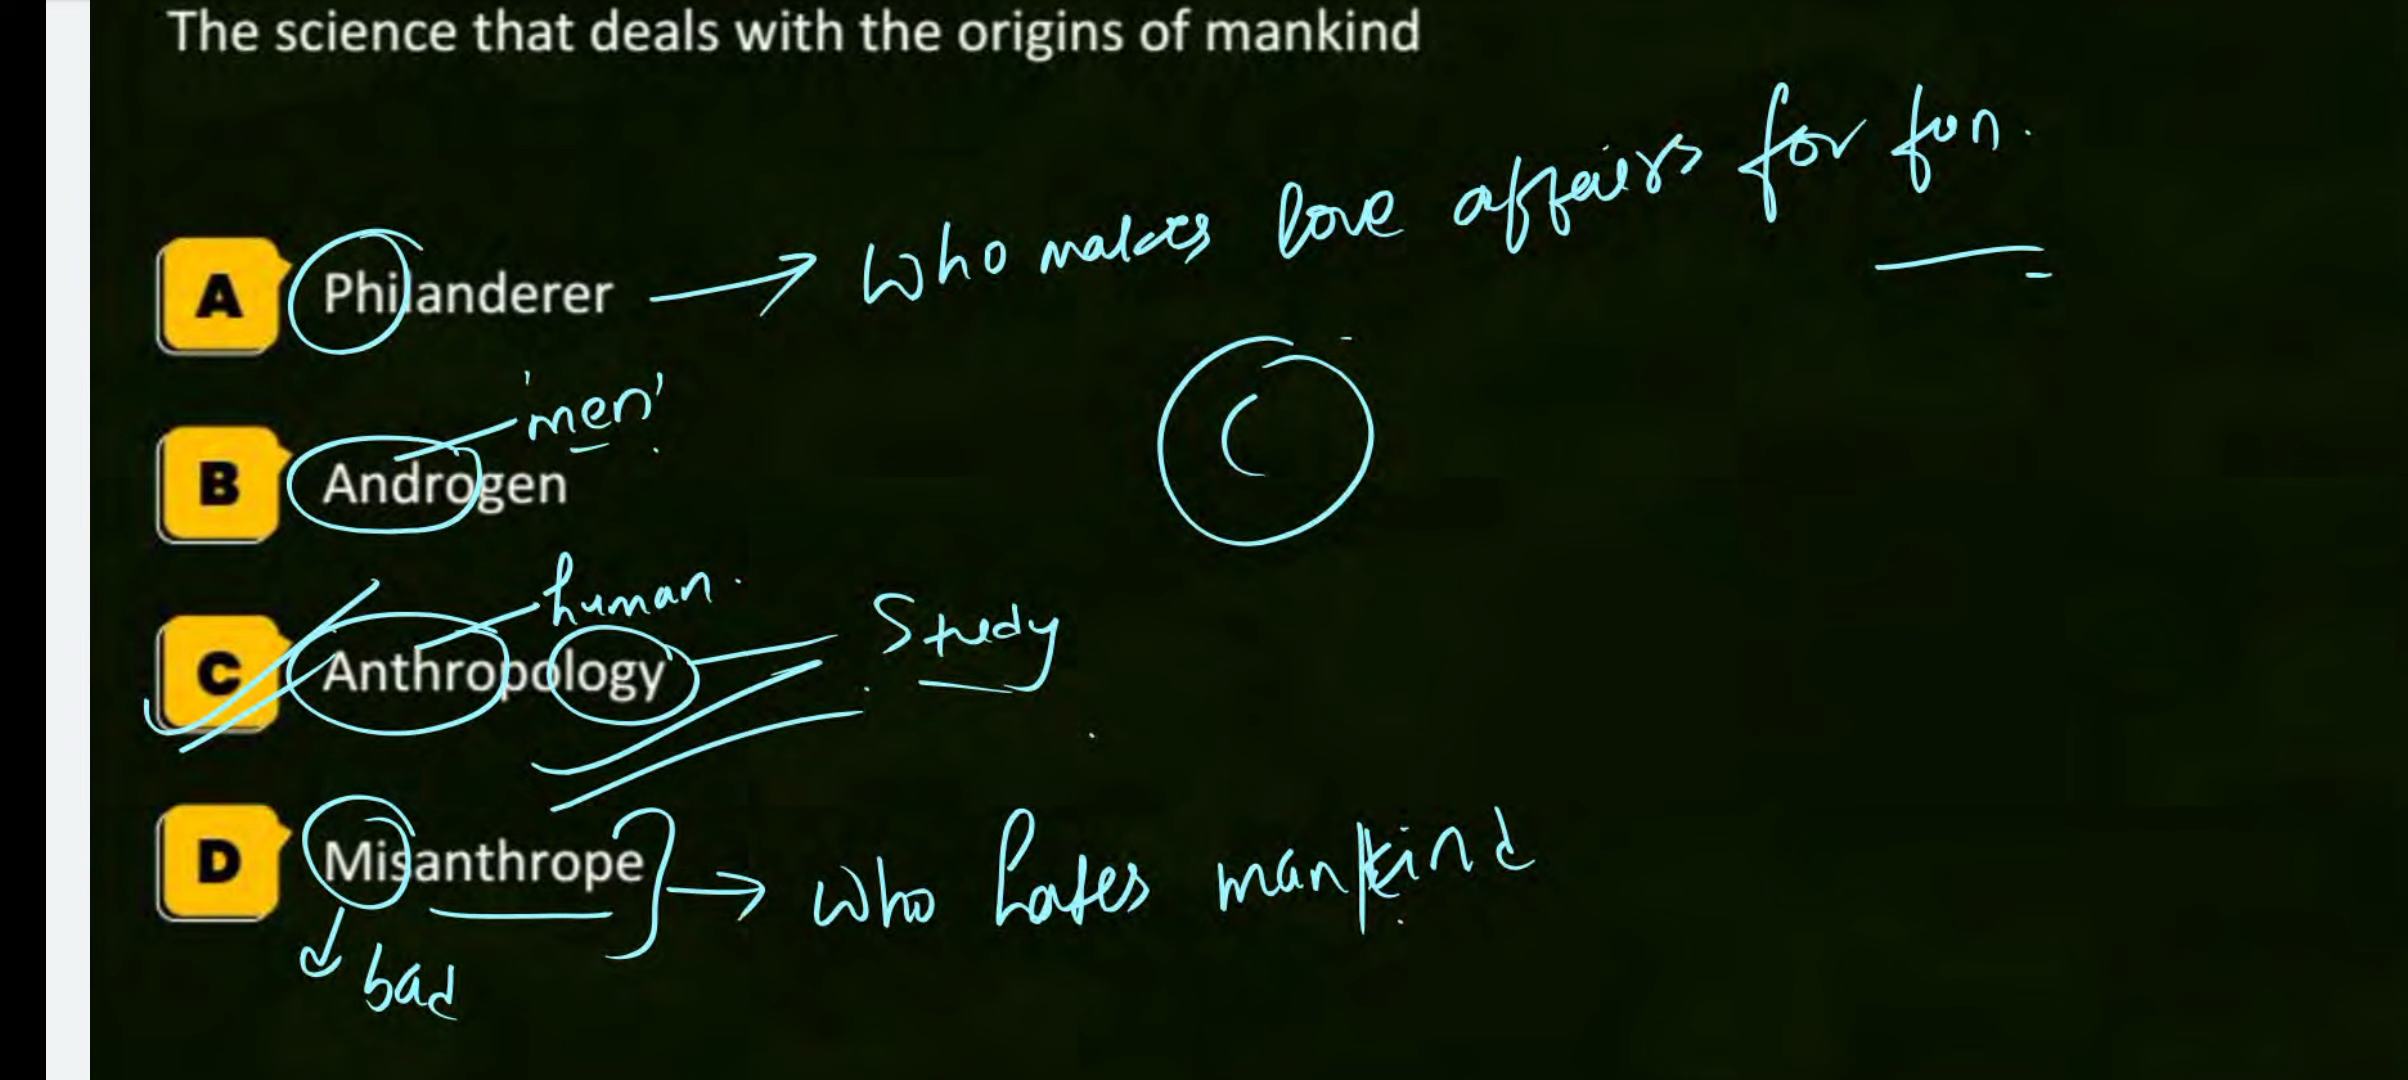 The science that deals with the origins of mankind
A Philanderer → who makes love affairs for fun.
'men'
B Androgen
C
human.
C Anthropology Study
D Misanthrope → who hates mankind
bad